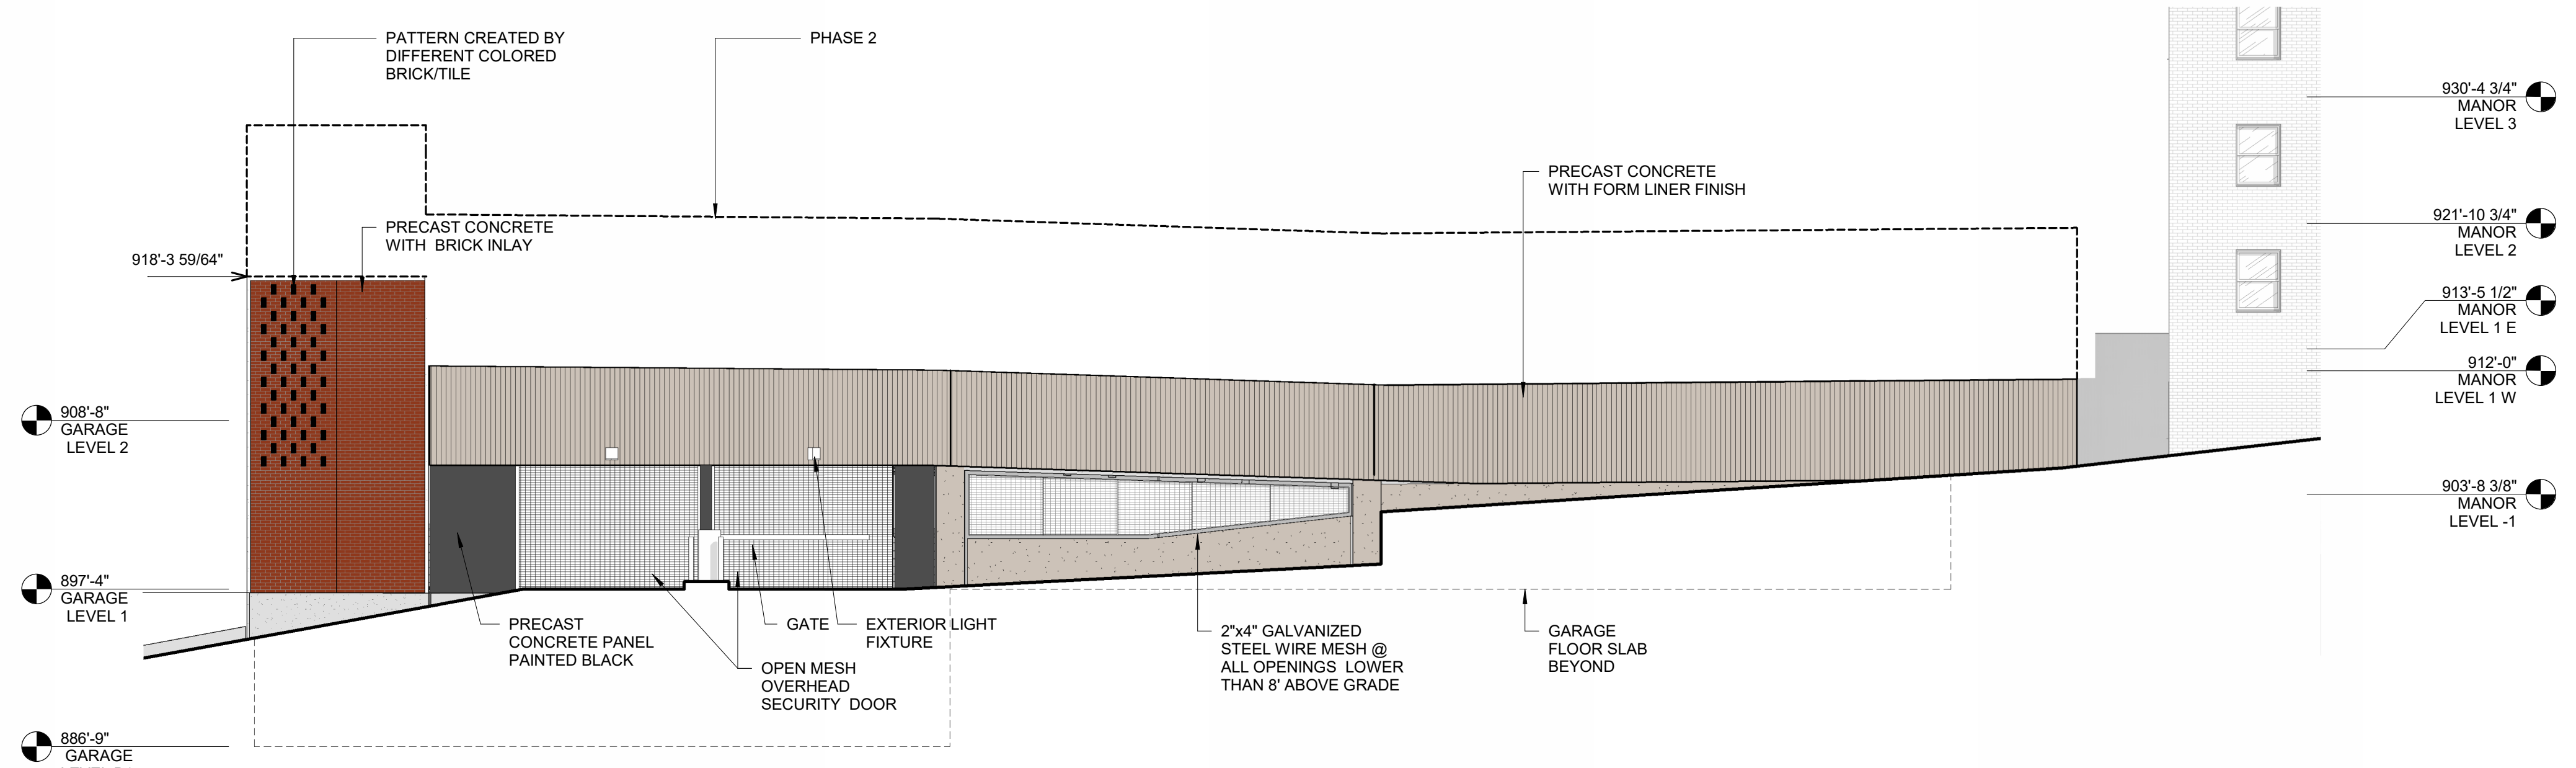 PATTERN CREATED BY
DIFFERENT COLORED
BRICK/TILE
PHASE 2
PRECAST CONCRETE
WITH BRICK INLAY
918'-3 59/64"
PRECAST CONCRETE
WITH FORM LINER FINISH
930'-4 3/4"
MANOR
LEVEL 3
921'-10 3/4"
MANOR
LEVEL 2
913'-5 1/2"
MANOR
LEVEL 1 E
912'-0"
MANOR
LEVEL 1 W
903'-8 3/8"
MANOR
LEVEL -1
908'-8"
GARAGE
LEVEL 2
897'-4"
GARAGE
LEVEL 1
886'-9"
GARAGE
PRECAST
CONCRETE PANEL
PAINTED BLACK
OPEN MESH
OVERHEAD
SECURITY DOOR
GATE
EXTERIOR LIGHT
FIXTURE
2"x4" GALVANIZED
STEEL WIRE MESH @
ALL OPENINGS LOWER
THAN 8' ABOVE GRADE
GARAGE
FLOOR SLAB
BEYOND